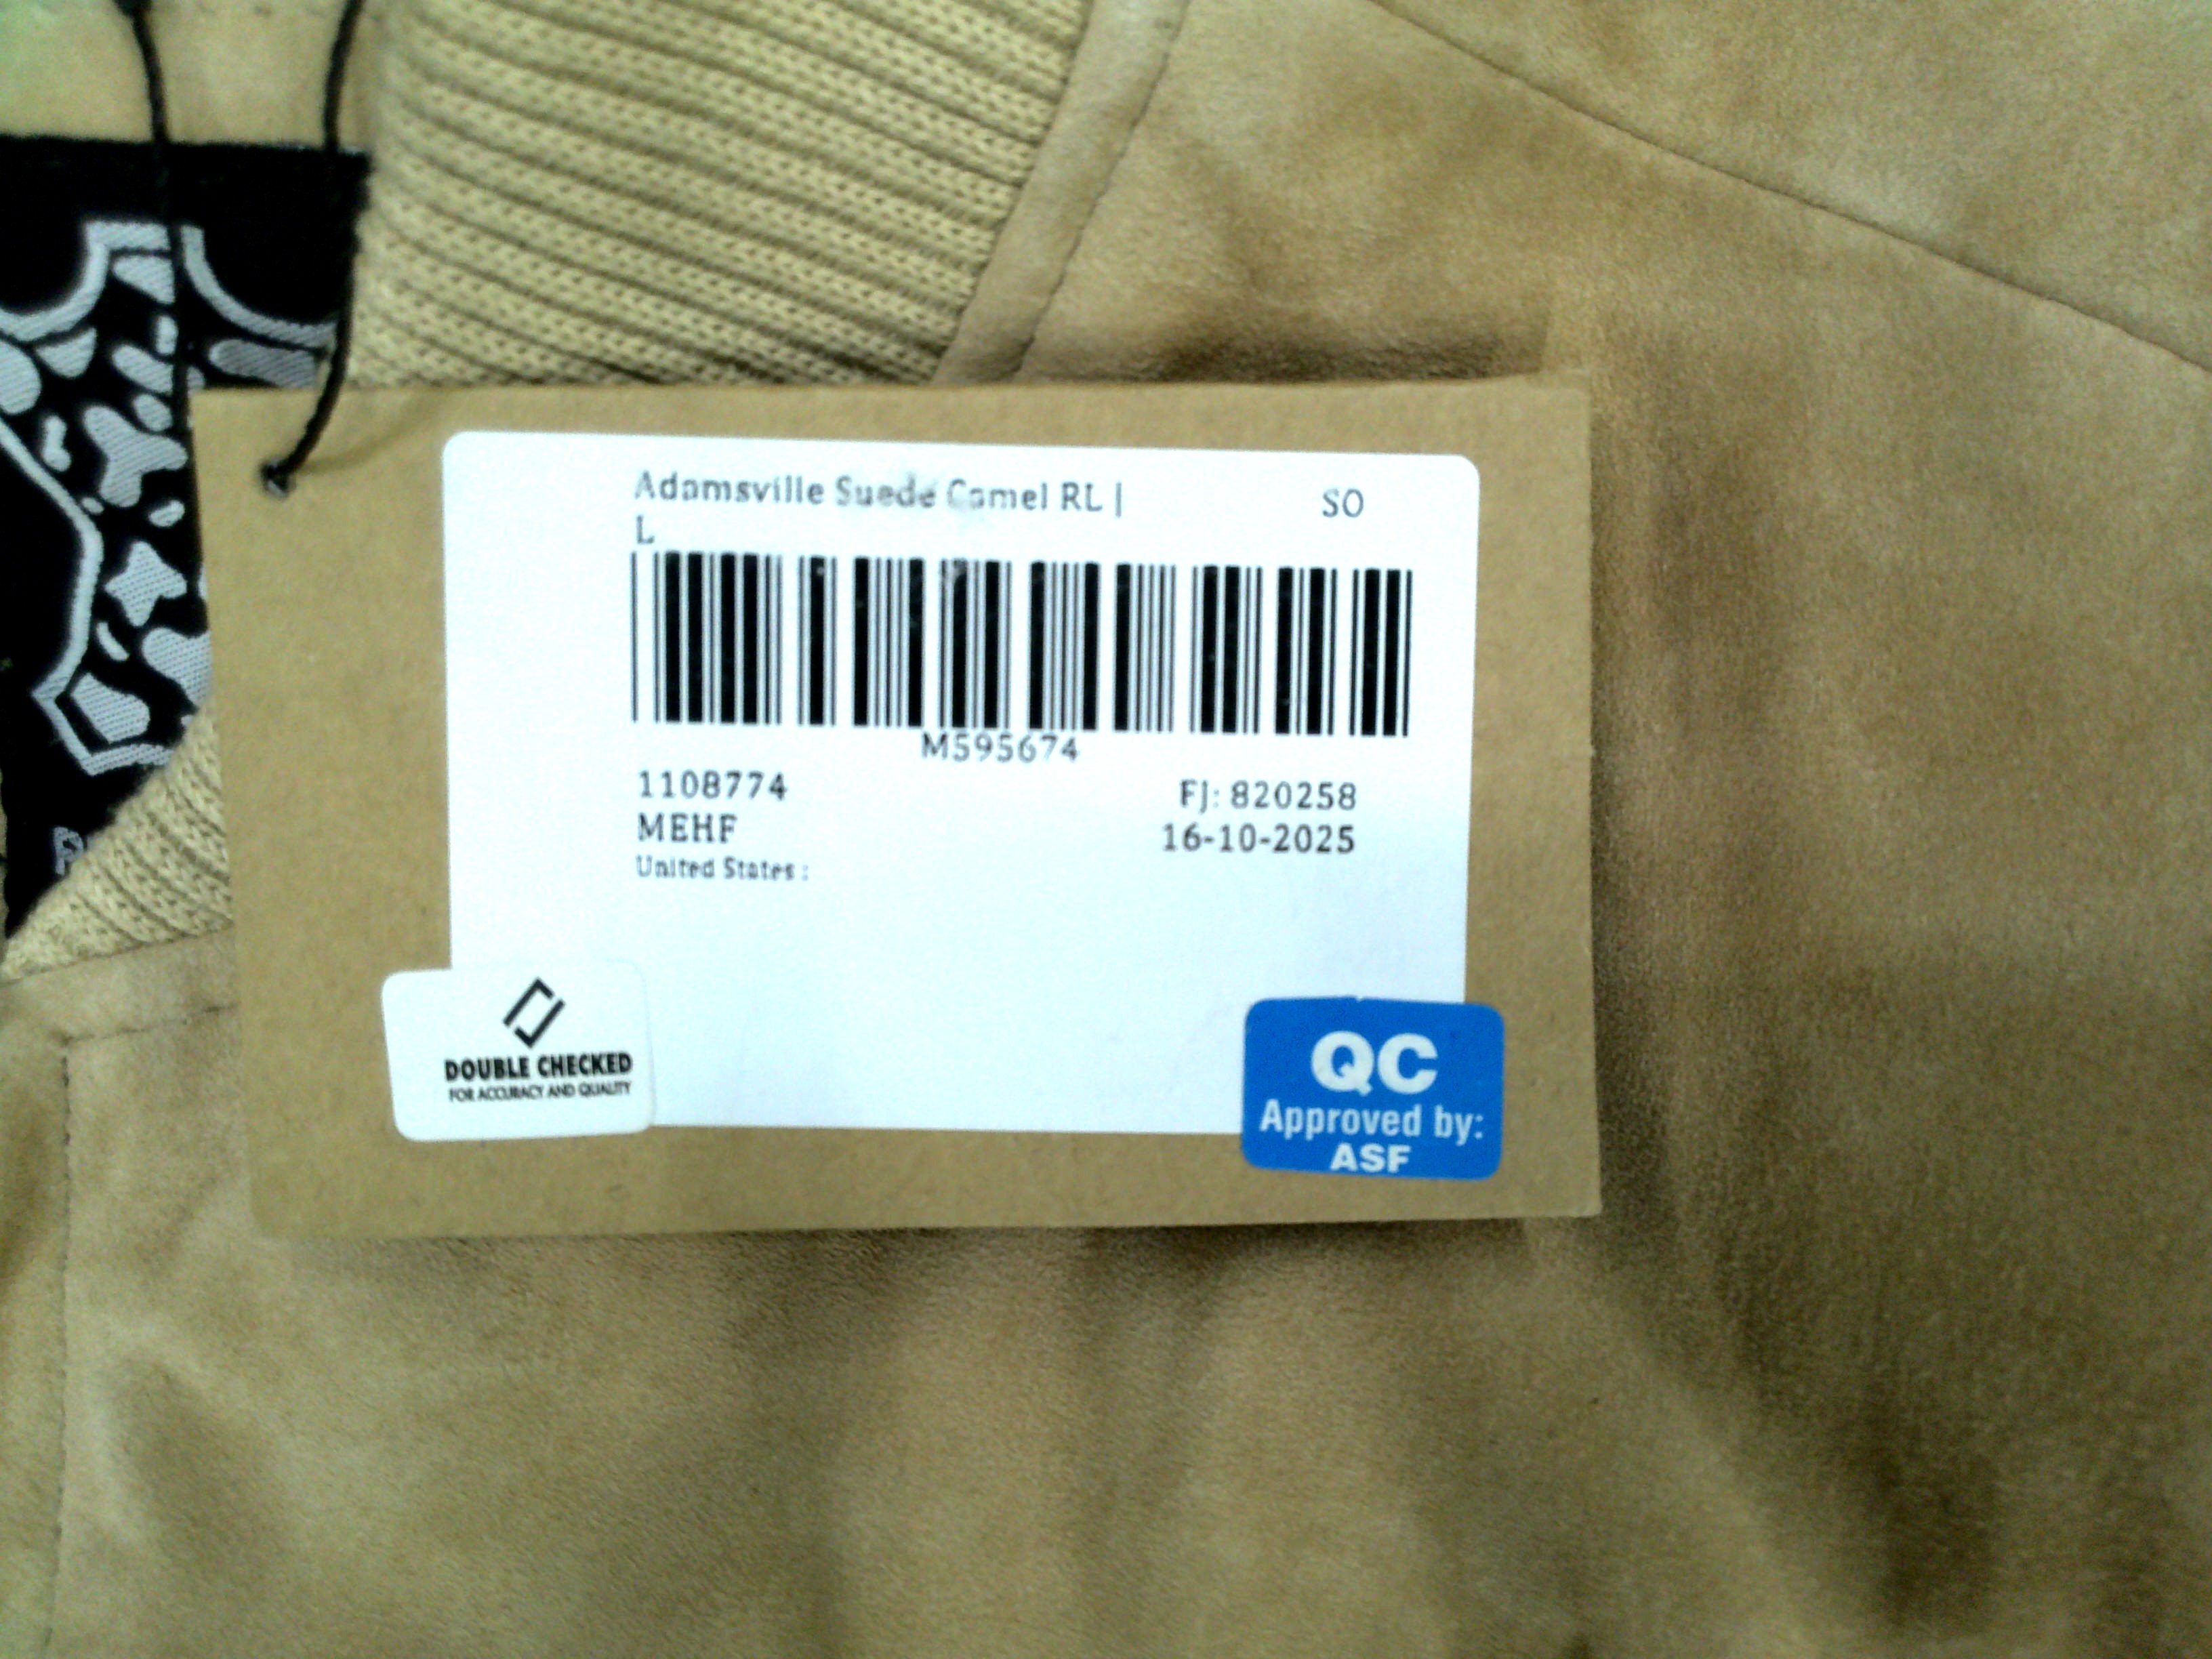 Adamsville Suede Camel RL | SO
L
M595674
1108774 FJ: 820258
MEHF 16-10-2025
United States :
DOUBLE CHECKED
FOR ACCURACY AND QUALITY
QC
Approved by:
ASF